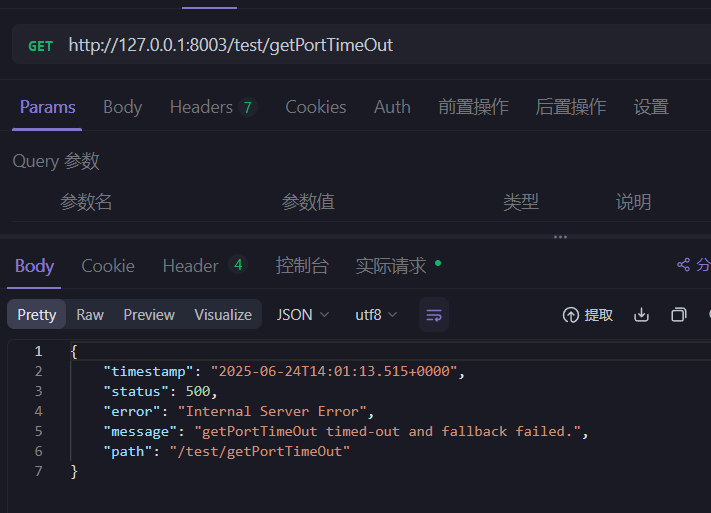 GET http://127.0.0.1:8003/test/getPortTimeOut
Params Body Headers 7 Cookies Auth 前置操作 后置操作 设置
Query 参数
参数名 参数值 类型 说明
Body Cookie Header 4 控制台 实际请求 分
Pretty Raw Preview Visualize JSON utf8 提取
1 {
2 "timestamp": "2025-06-24T14:01:13.515+0000",
3 "status": 500,
4 "error": "Internal Server Error",
5 "message": "getPortTimeOut timed-out and fallback failed.",
6 "path": "/test/getPortTimeOut"
7 }